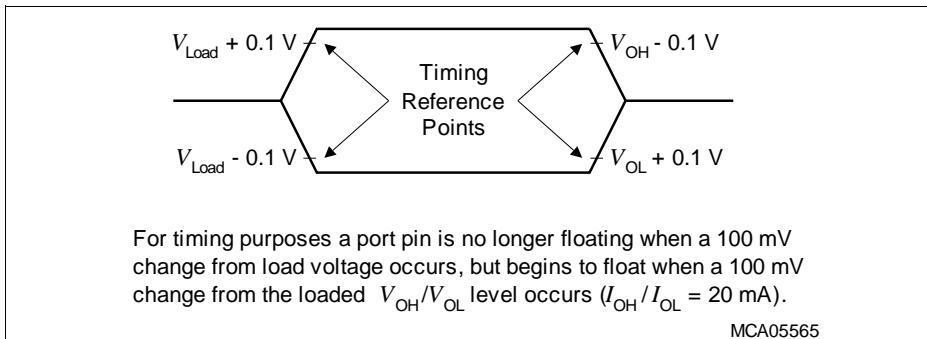 V_Load + 0.1 V
V_OH - 0.1 V
Timing
Reference
Points
V_Load - 0.1 V
V_OL + 0.1 V
For timing purposes a port pin is no longer floating when a 100 mV
change from load voltage occurs, but begins to float when a 100 mV
change from the loaded V_OH/V_OL level occurs (I_OH / I_OL = 20 mA).
MCA05565